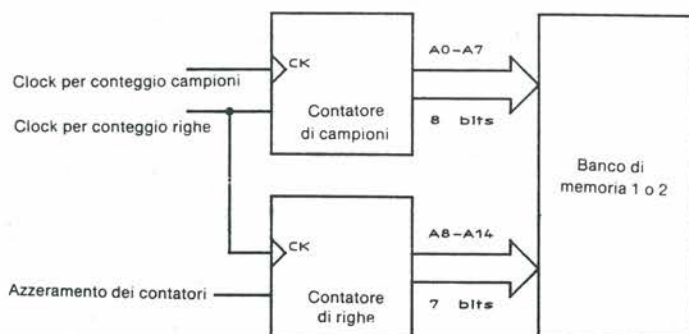 Clock per conteggio campioni
Clock per conteggio righe
CK
Contatore
di campioni
A0-A7
8 bits
Banco di
memoria 1 o 2
Azzeramento dei contatori
CK
Contatore
di righe
A8-A14
7 bits